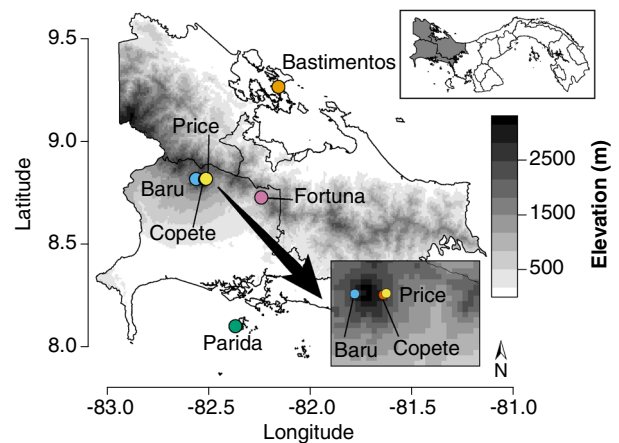 9.5
9.0
8.5
8.0
Latitude
Bastimentos
Price
Baru
Copete
Fortuna
Parida
Price
Baru
Copete
2500
1500
500
Elevation (m)
N
-83.0
-82.5
-82.0
-81.5
-81.0
Longitude